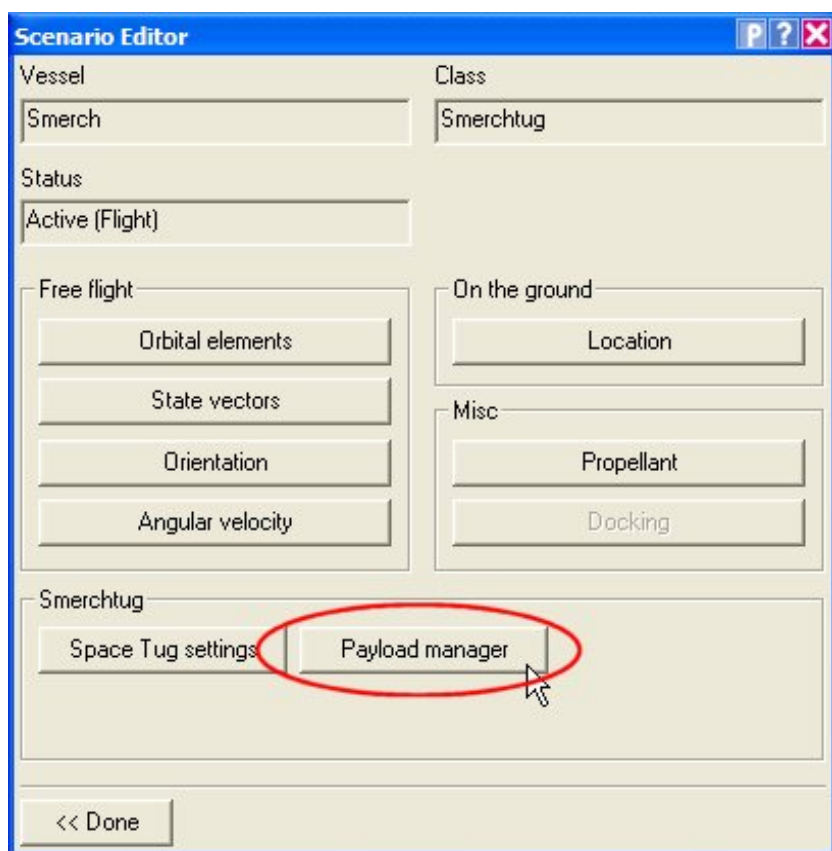 Scenario Editor
P ?
Vessel Class
Smerch Smerchtug
Status
Active (Flight)
Free flight On the ground
Orbital elements Location
State vectors
Misc
Orientation Propellant
Angular velocity Docking
Smerchtug
Space Tug settings Payload manager
<< Done